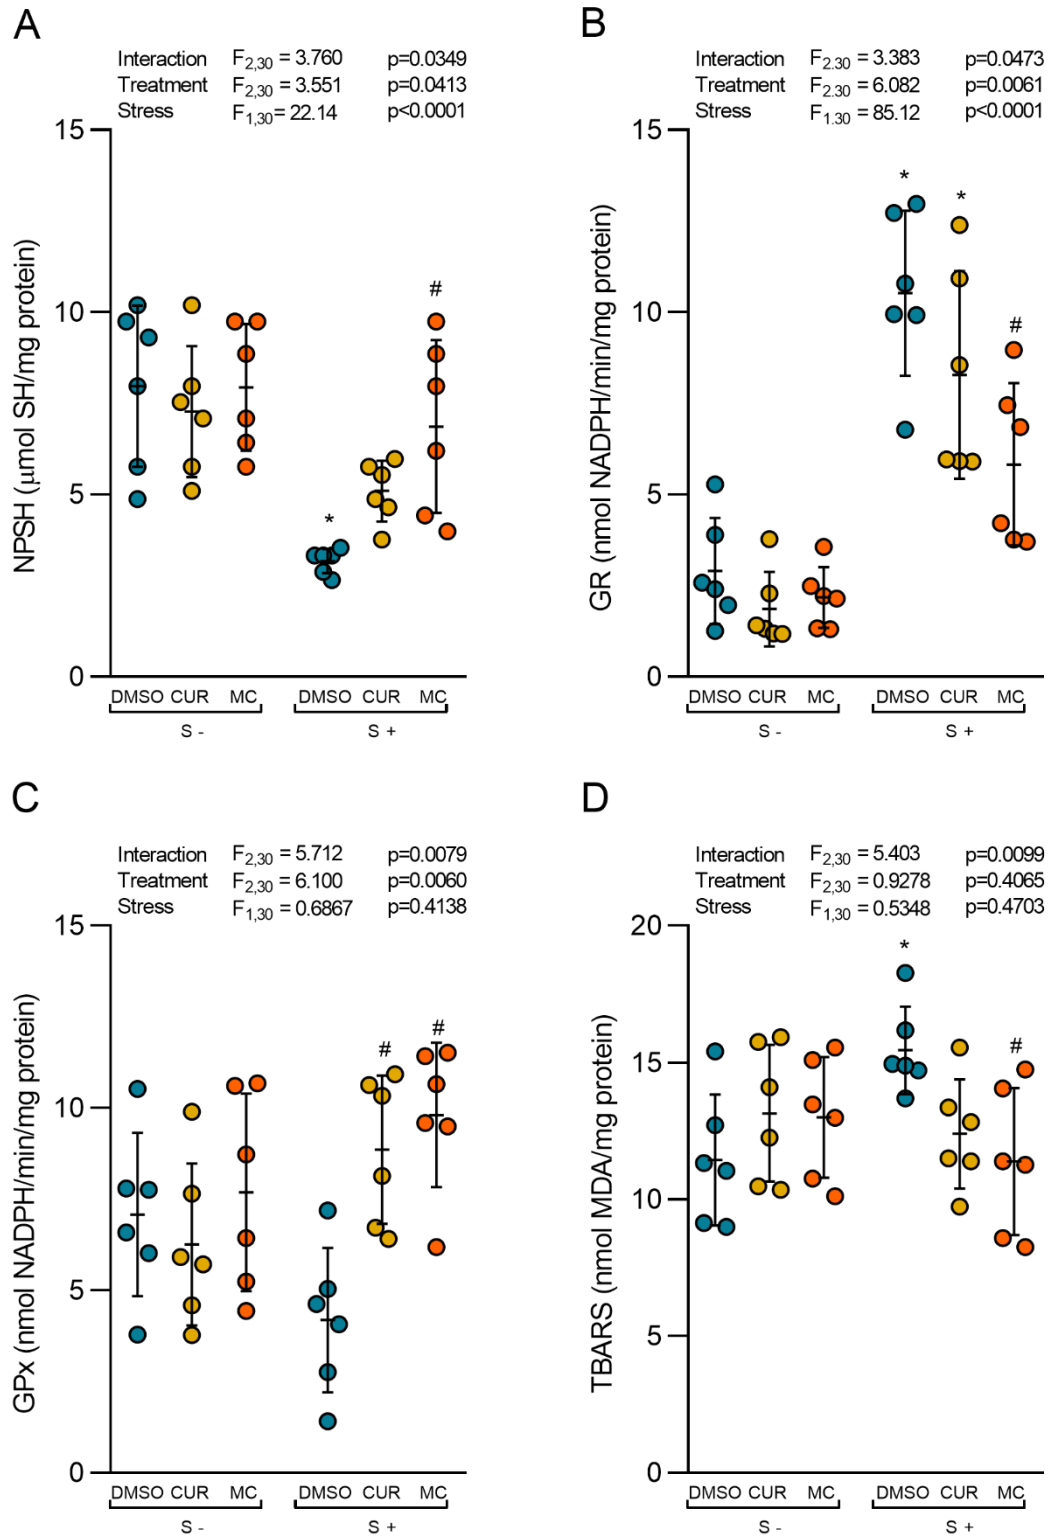 A
Interaction F2,30 = 3.760 p=0.0349
Treatment F2,30 = 3.551 p=0.0413
Stress F1,30= 22.14 p<0.0001
NPSH (μmol SH/mg protein)
15
10
5
0
*
#
DMSO CUR MC DMSO CUR MC
S - S +
B
Interaction F2.30 = 3.383 p=0.0473
Treatment F2.30 = 6.082 p=0.0061
Stress F1.30 = 85.12 p<0.0001
GR (nmol NADPH/min/mg protein)
15
10
5
0
* *
#
DMSO CUR MC DMSO CUR MC
S - S +
C
Interaction F2,30 = 5.712 p=0.0079
Treatment F2,30 = 6.100 p=0.0060
Stress F1,30 = 0.6867 p=0.4138
GPx (nmol NADPH/min/mg protein)
15
10
5
0
# #
DMSO CUR MC DMSO CUR MC
S - S +
D
Interaction F2,30 = 5.403 p=0.0099
Treatment F2,30 = 0.9278 p=0.4065
Stress F1,30 = 0.5348 p=0.4703
TBARS (nmol MDA/mg protein)
20
15
10
5
0
*
#
DMSO CUR MC DMSO CUR MC
S - S +